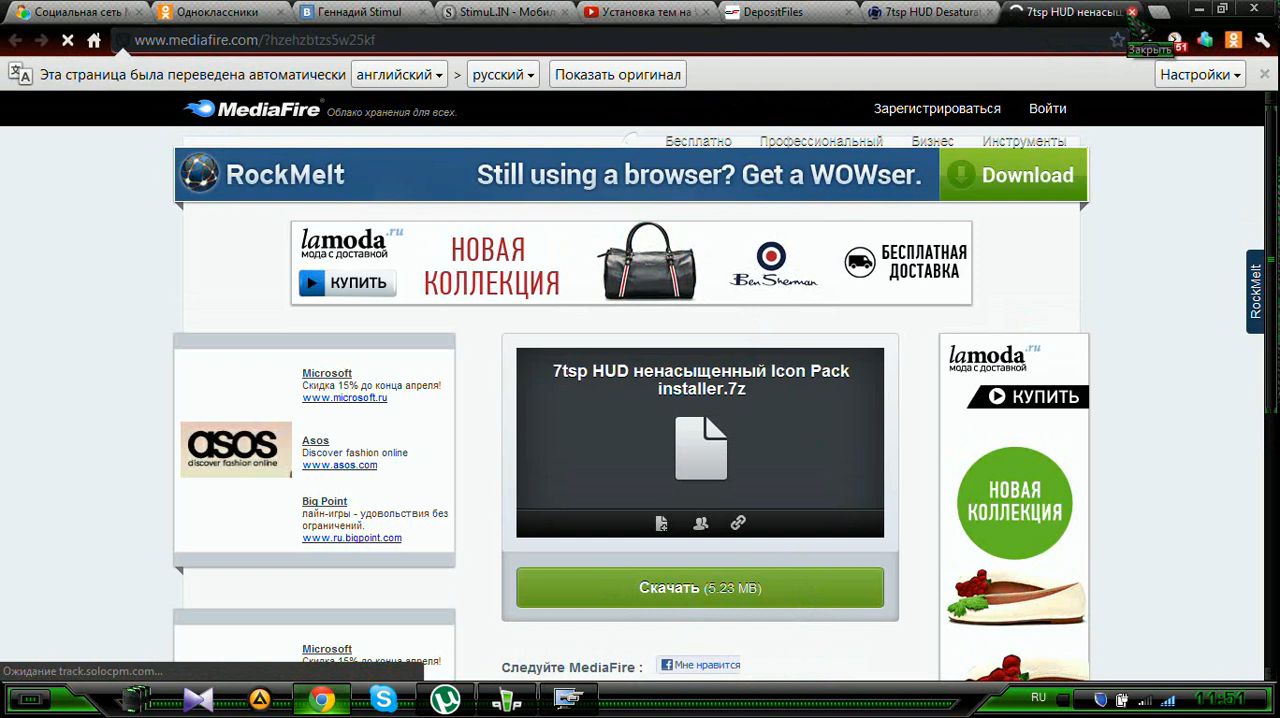 Социальная сеть
Одноклассники
Геннадий Stimul
StimuL.IN - Мобил
Установка тем на
DepositFiles
7tsp HUD Desatura
7tsp HUD ненасыщ
www.mediafire.com/?hzehzbtzs5w25kf
51
Закрыть
Эта страница была переведена автоматически
английский
>
русский
Показать оригинал
Настройки
MediaFire
Облако хранения для всех.
Зарегистрироваться
Войти
Бесплатно
Профессиональный
Бизнес
Инструменты
RockMelt
Still using a browser? Get a WOWser.
Download
lamoda.ru
мода с доставкой
КУПИТЬ
НОВАЯ
КОЛЛЕКЦИЯ
Ben Sherman
БЕСПЛАТНАЯ
ДОСТАВКА
RockMelt
Microsoft
Скидка 15% до конца апреля!
www.microsoft.ru
asos
discover fashion online
Asos
Discover fashion online
www.asos.com
Big Point
лайн-игры - удовольствия без
ограничений.
www.ru.bigpoint.com
7tsp HUD ненасыщенный Icon Pack
installer.7z
Скачать (5.23 MB)
lamoda.ru
мода с доставкой
КУПИТЬ
НОВАЯ
КОЛЛЕКЦИЯ
Microsoft
Скидка 15% до конца апреля!
Следуйте MediaFire :
Мне нравится
Ожидание track.solocpm.com...
RU
11:51